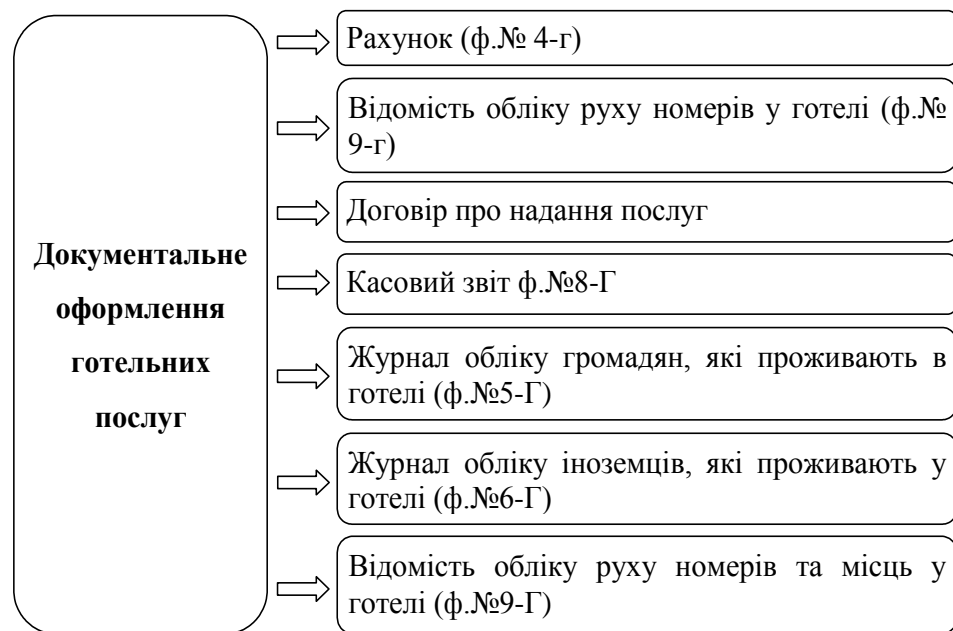 Документальне
оформлення
готельних
послуг
Рахунок (ф.№ 4-г)
Відомість обліку руху номерів у готелі (ф.№
9-г)
Договір про надання послуг
Касовий звіт ф.№8-Г
Журнал обліку громадян, які проживають в
готелі (ф.№5-Г)
Журнал обліку іноземців, які проживають у
готелі (ф.№6-Г)
Відомість обліку руху номерів та місць у
готелі (ф.№9-Г)